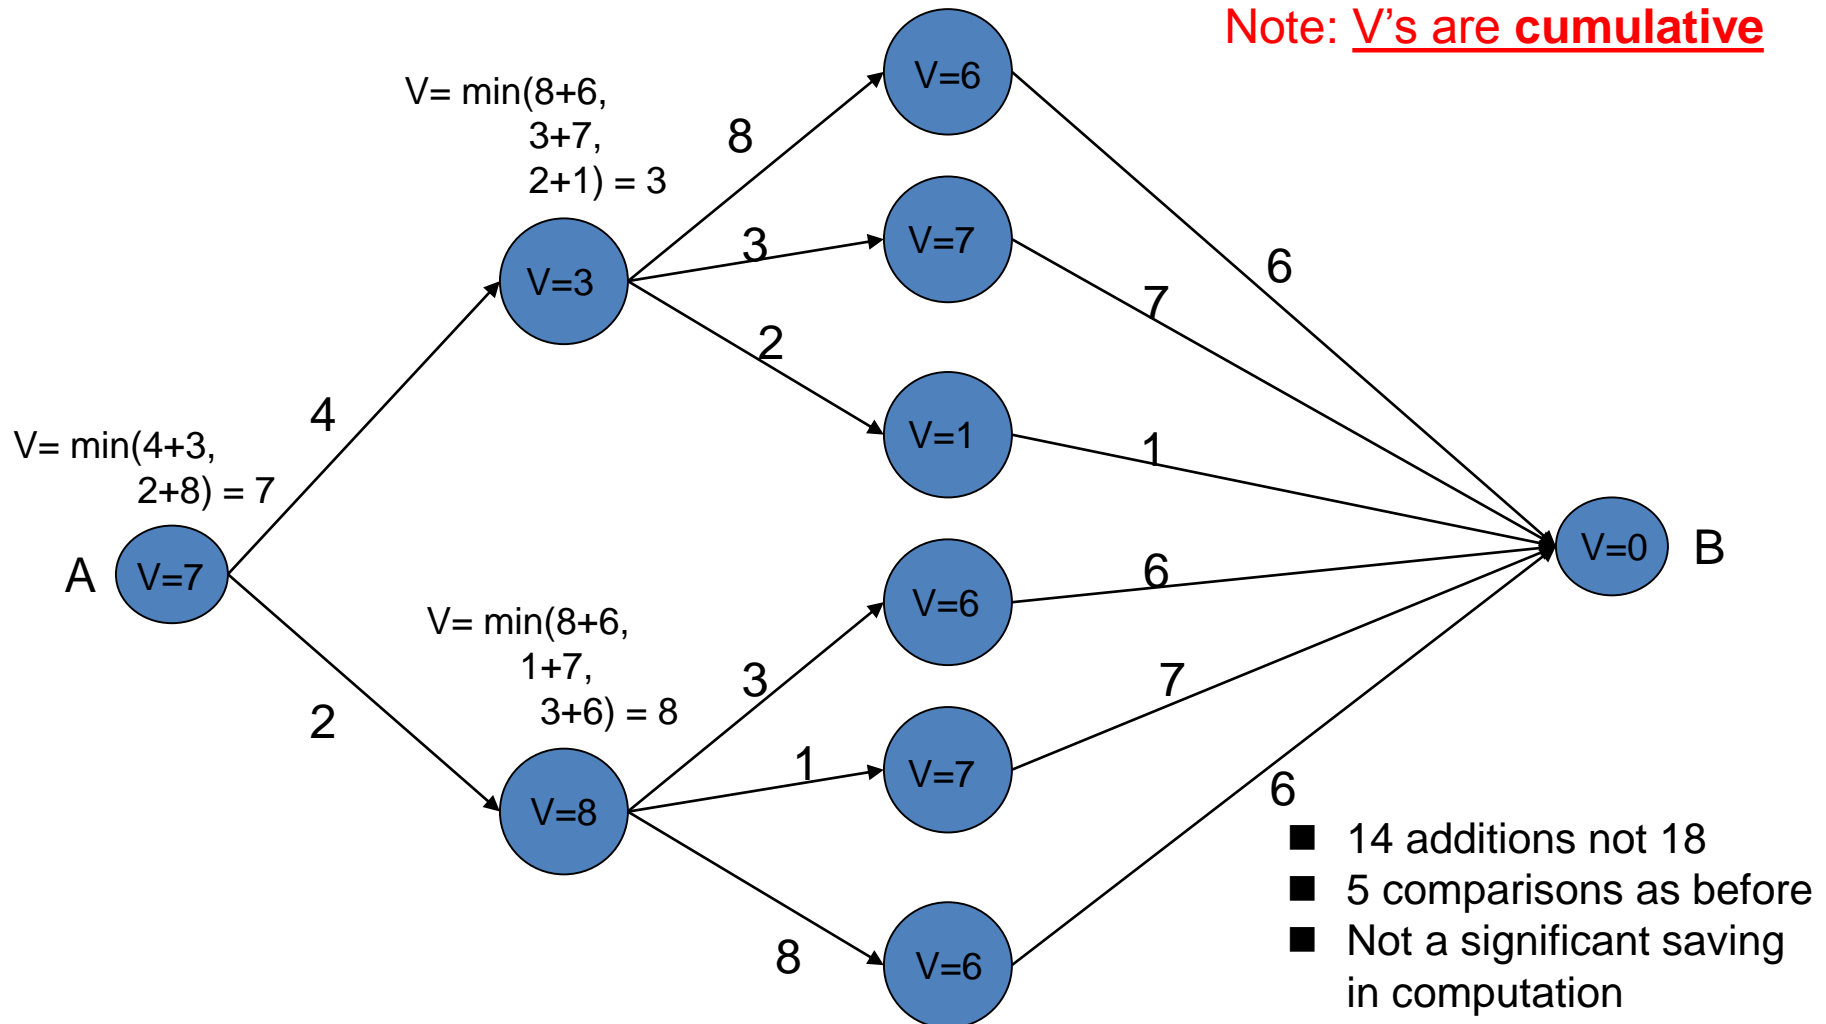 Note: V's are cumulative
V= min(8+6,
3+7,
2+1) = 3
V= min(4+3,
2+8) = 7
V= min(8+6,
1+7,
3+6) = 8
A
V=7
4
2
V=3
V=8
8
3
2
3
1
8
V=6
V=7
V=1
V=6
V=7
V=6
6
7
1
6
7
6
V=0
B
14 additions not 18
5 comparisons as before
Not a significant saving
in computation